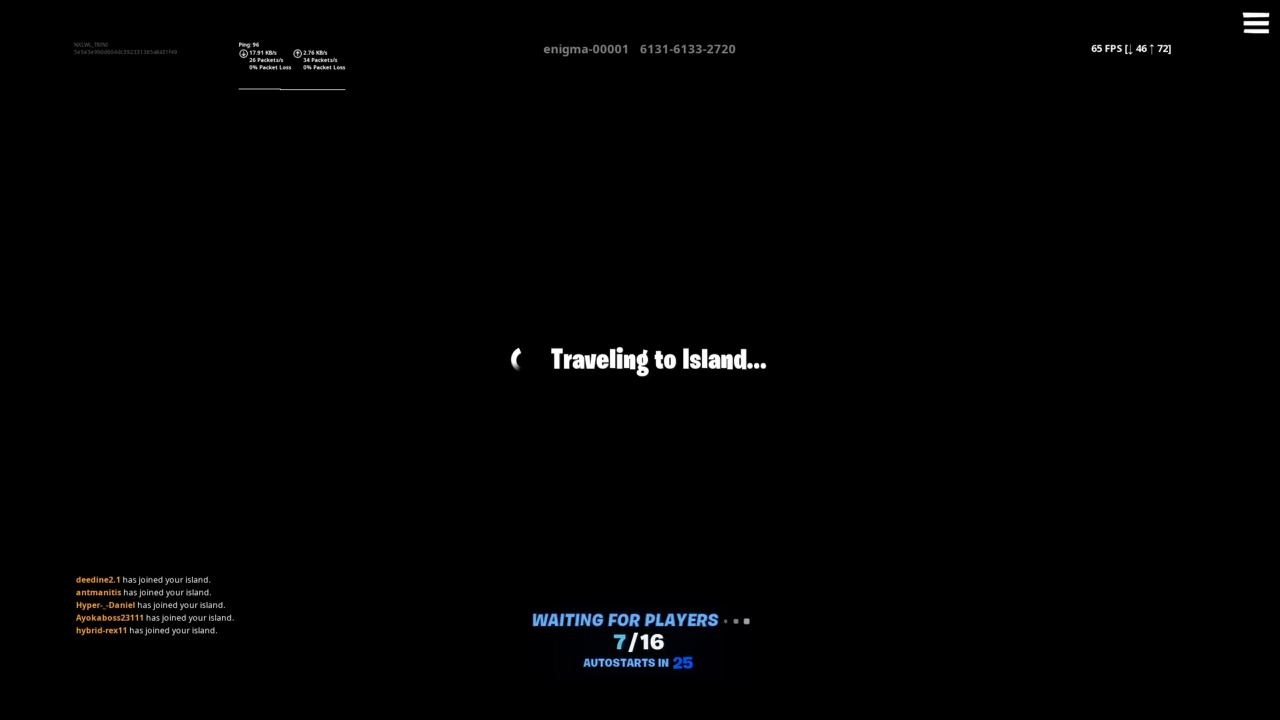 NXLWL_TRINI
Ping: 96
17.91 KB/s 2.76 KB/s
26 Packets/s 34 Packets/s
0% Packet Loss 0% Packet Loss
enigma-00001 6131-6133-2720
65 FPS [↓ 46 ↑ 72]
Traveling to Island...
deedine2.1 has joined your island.
antmanitis has joined your island.
Hyper-_-Daniel has joined your island.
Ayokaboss23111 has joined your island.
hybrid-rex11 has joined your island.
WAITING FOR PLAYERS
7/16
AUTOSTARTS IN 25